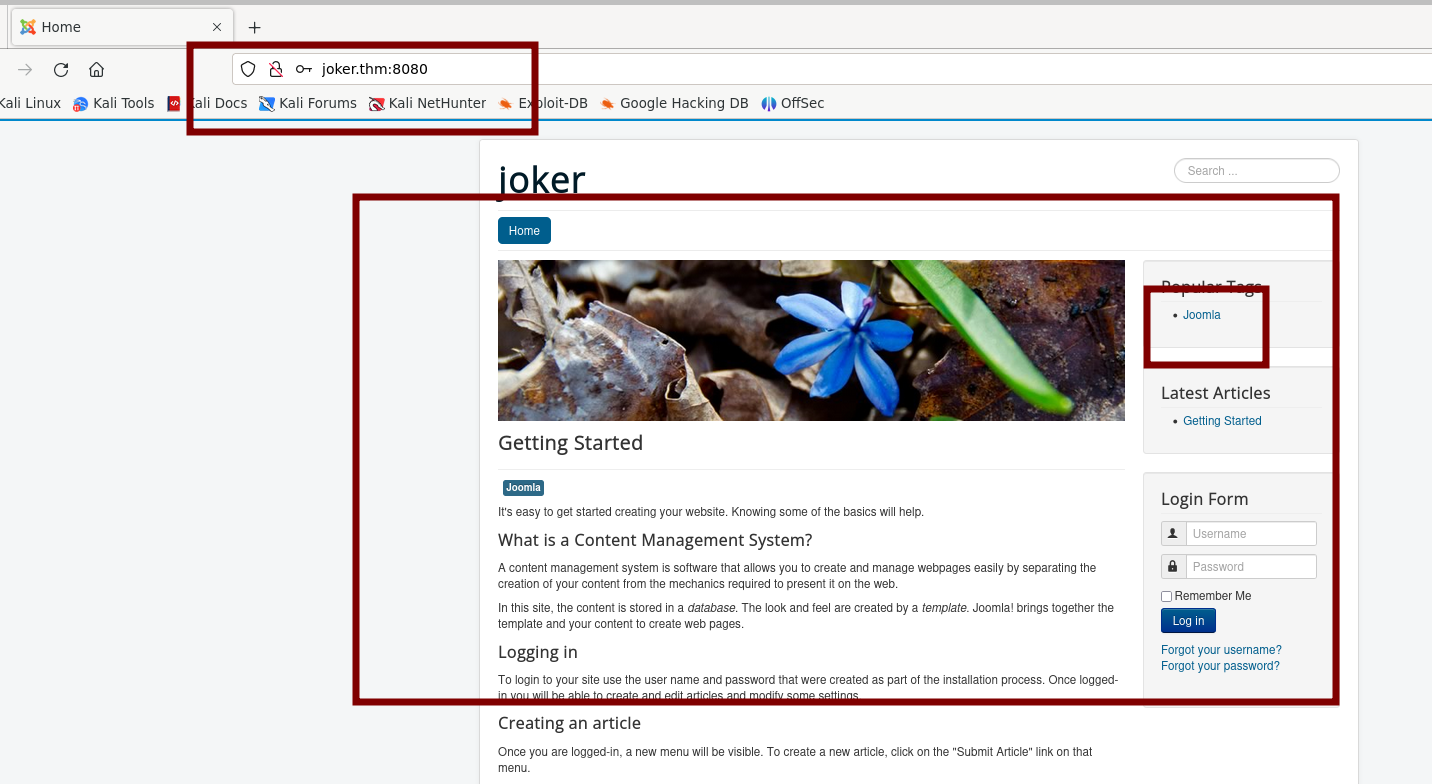 Home
joker.thm:8080
Kali Linux Kali Tools Kali Docs Kali Forums Kali NetHunter Exploit-DB Google Hacking DB OffSec
joker
Search ...
Home
Popular Tags
Joomla
Latest Articles
Getting Started
Login Form
Username
Password
Remember Me
Log in
Forgot your username?
Forgot your password?
Getting Started
Joomla
It's easy to get started creating your website. Knowing some of the basics will help.
What is a Content Management System?
A content management system is software that allows you to create and manage webpages easily by separating the
creation of your content from the mechanics required to present it on the web.
In this site, the content is stored in a database. The look and feel are created by a template. Joomla! brings together the
template and your content to create web pages.
Logging in
To login to your site use the user name and password that were created as part of the installation process. Once logged-
in you will be able to create and edit articles and modify some settings.
Creating an article
Once you are logged-in, a new menu will be visible. To create a new article, click on the "Submit Article" link on that
menu.